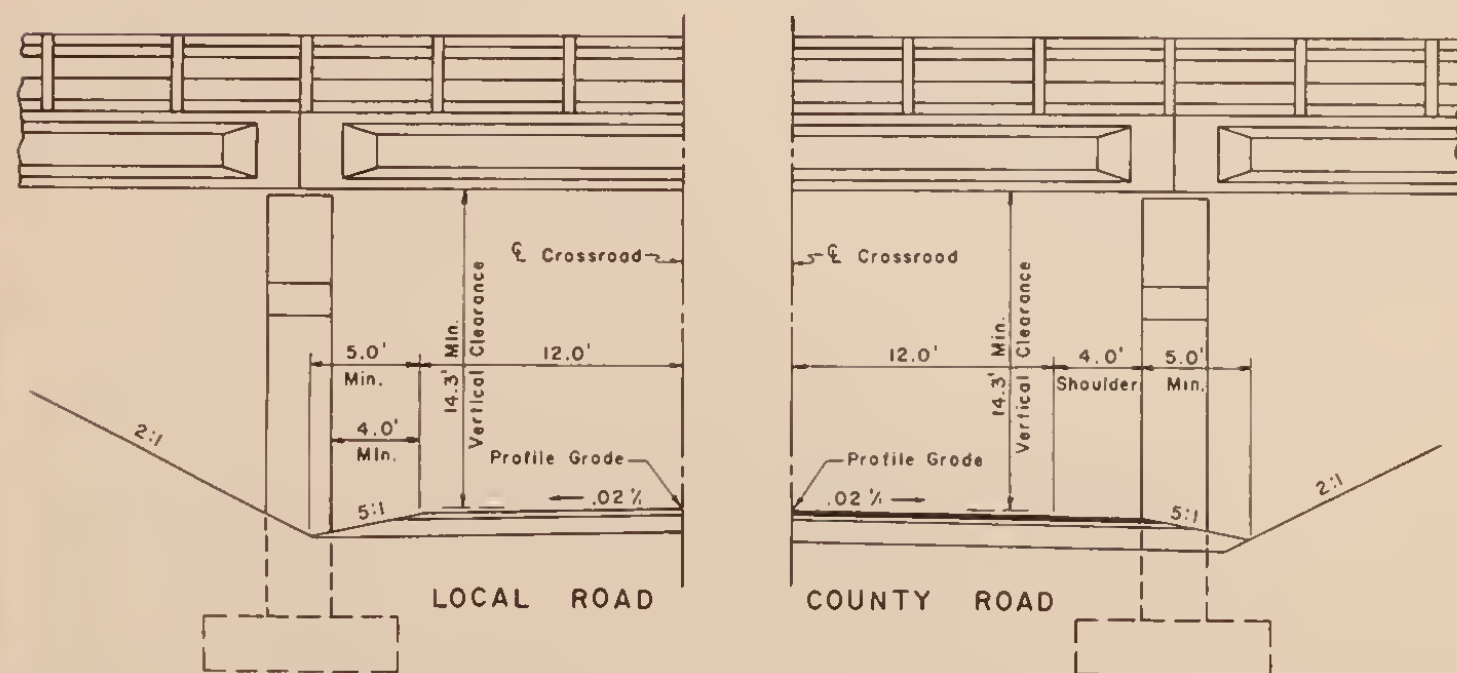 ℄ Crossroad
5.0'
Min.
14.3' Min.
Vertical Clearance
12.0'
4.0'
Min.
2:1
Profile Grade
5:1
.02 '/.
LOCAL ROAD
℄ Crossroad
12.0'
14.3' Min.
Vertical Clearance
4.0'
Shoulder
5.0'
Min.
Profile Grade
.02 '/.
5:1
2:1
COUNTY ROAD